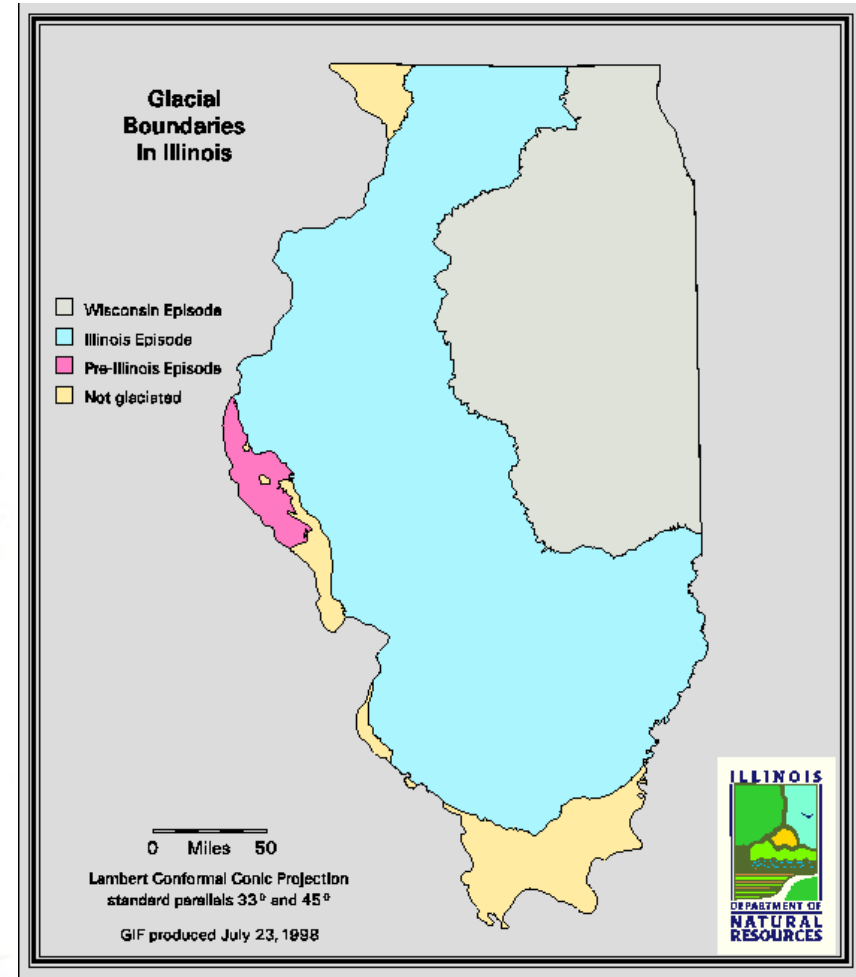 Glacial
Boundaries
In Illinois
Wisconsin Episode
Illinois Episode
Pre-Illinois Episode
Not glaciated
0 Miles 50
Lambert Conformal Conic Projection
standard parallels 33° and 45°
GIF produced July 23, 1998
ILLINOIS
DEPARTMENT OF
NATURAL
RESOURCES